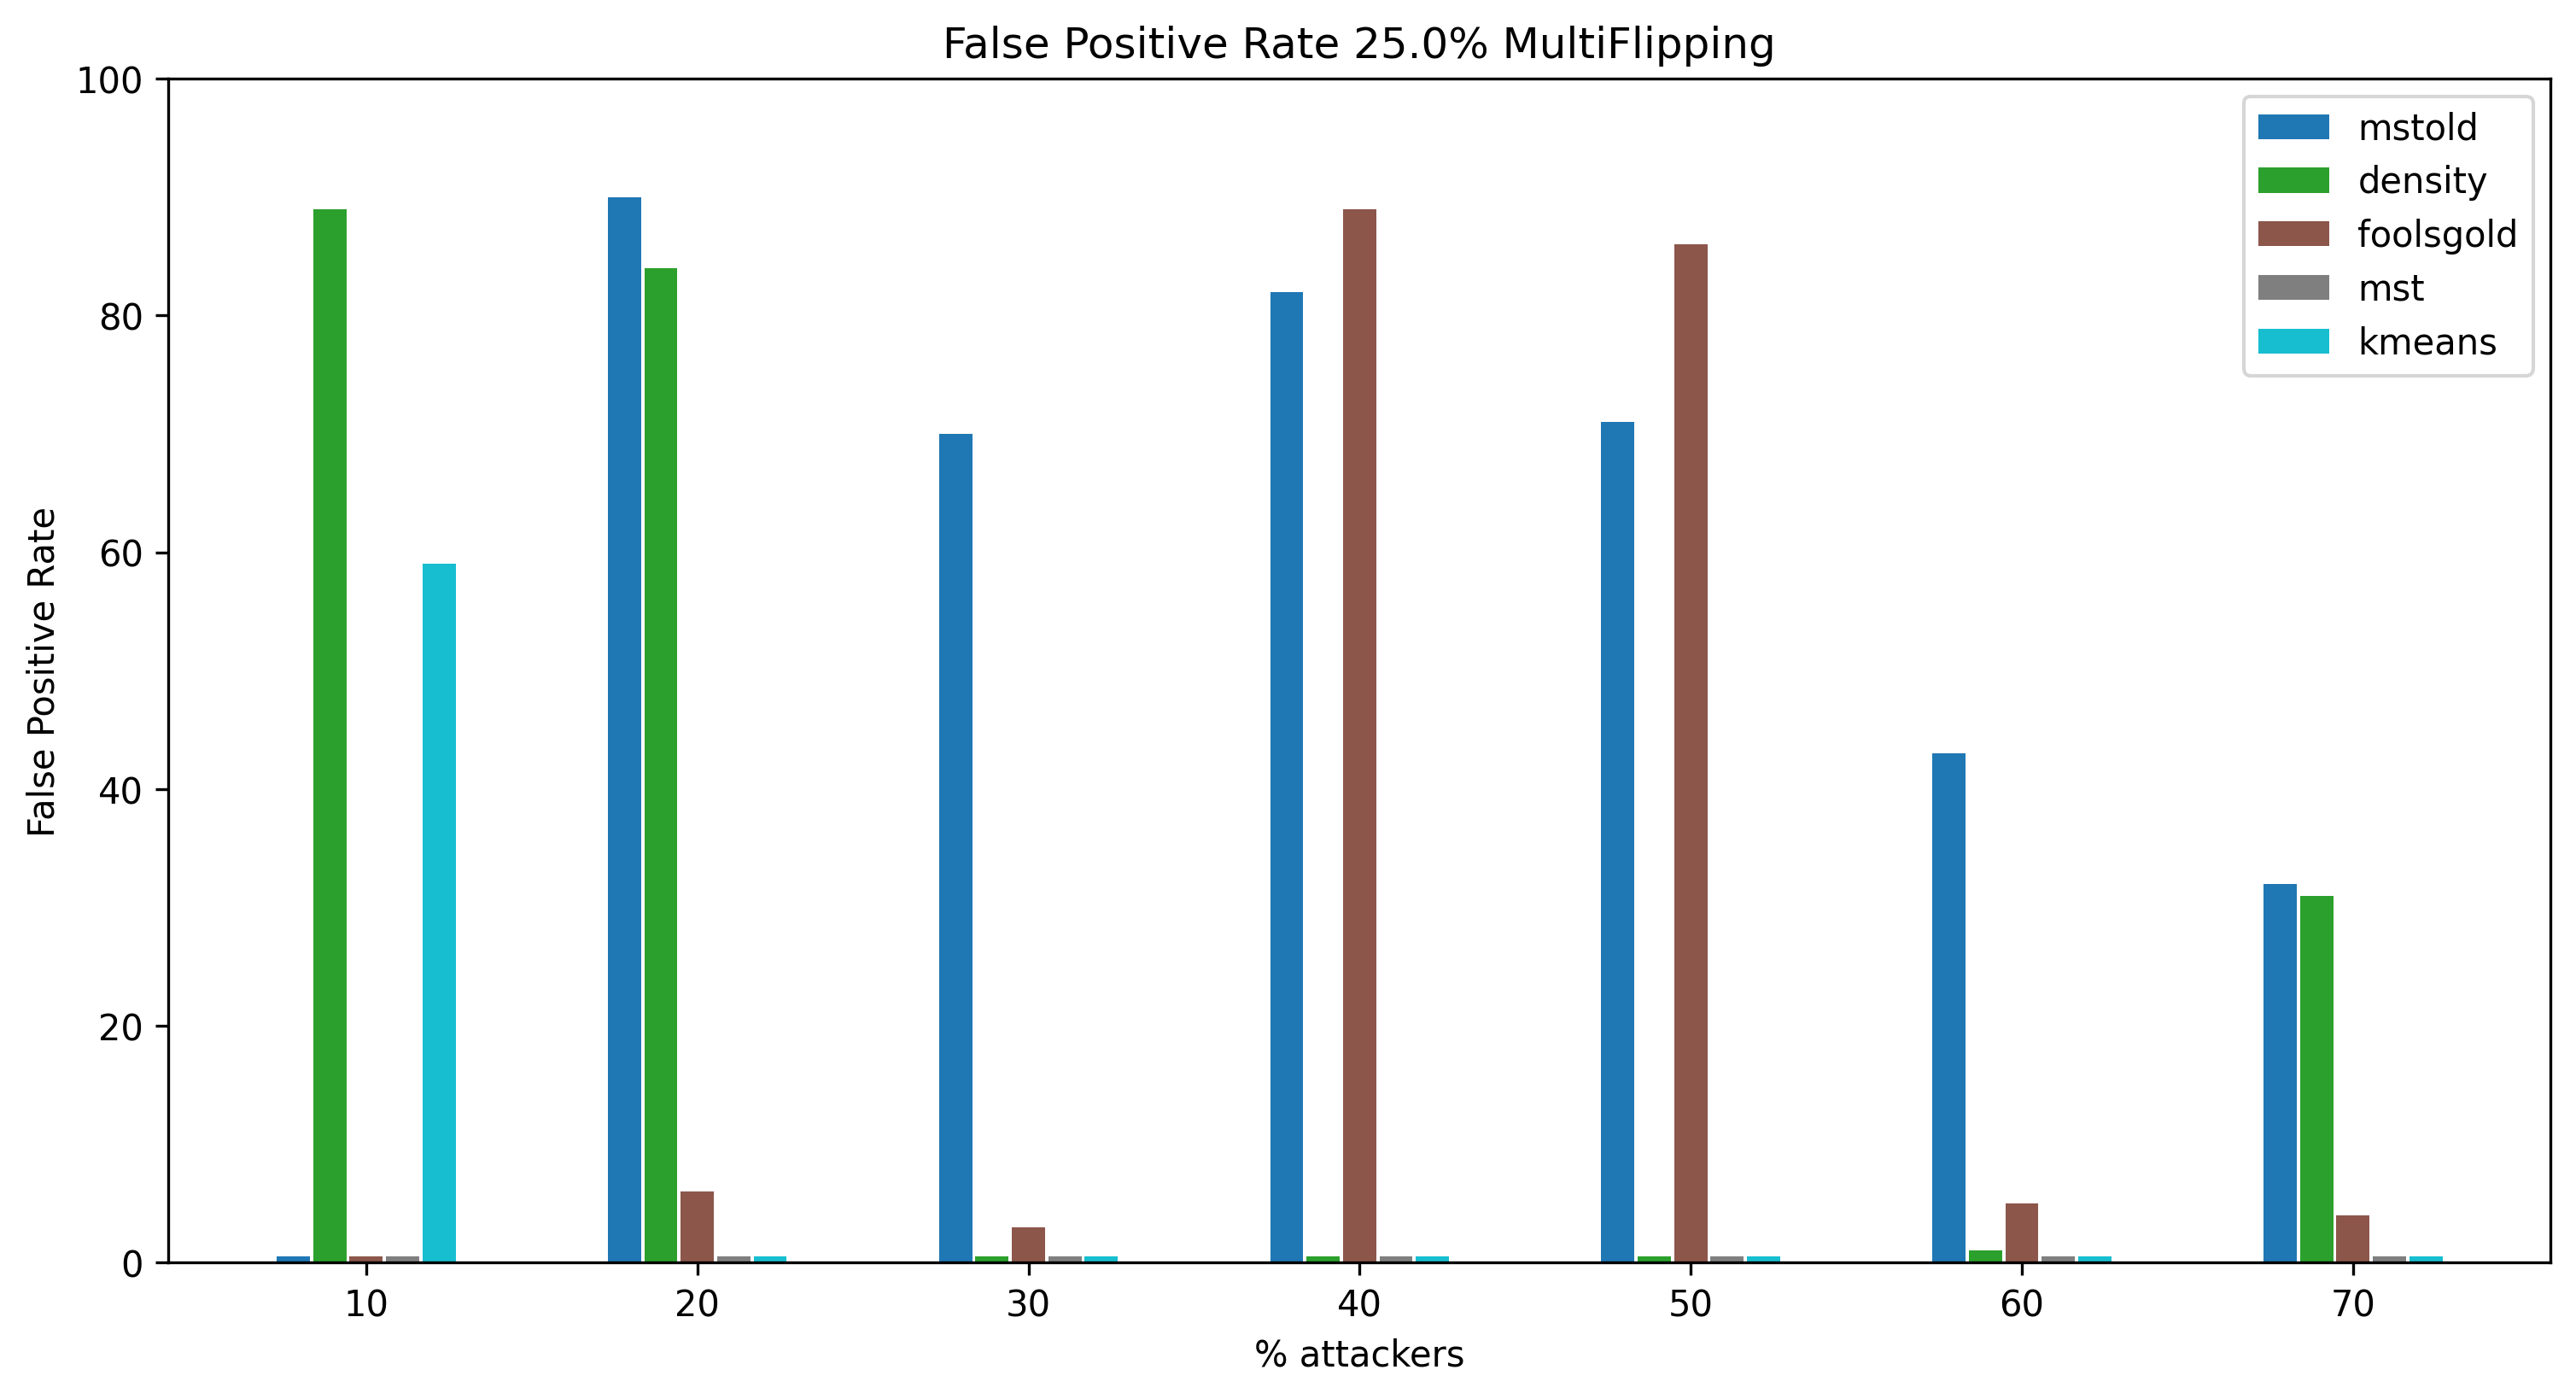 False Positive Rate 25.0% MultiFlipping
100
80
60
40
20
0
False Positive Rate
mstold
density
foolsgold
mst
kmeans
10 20 30 40 50 60 70
% attackers